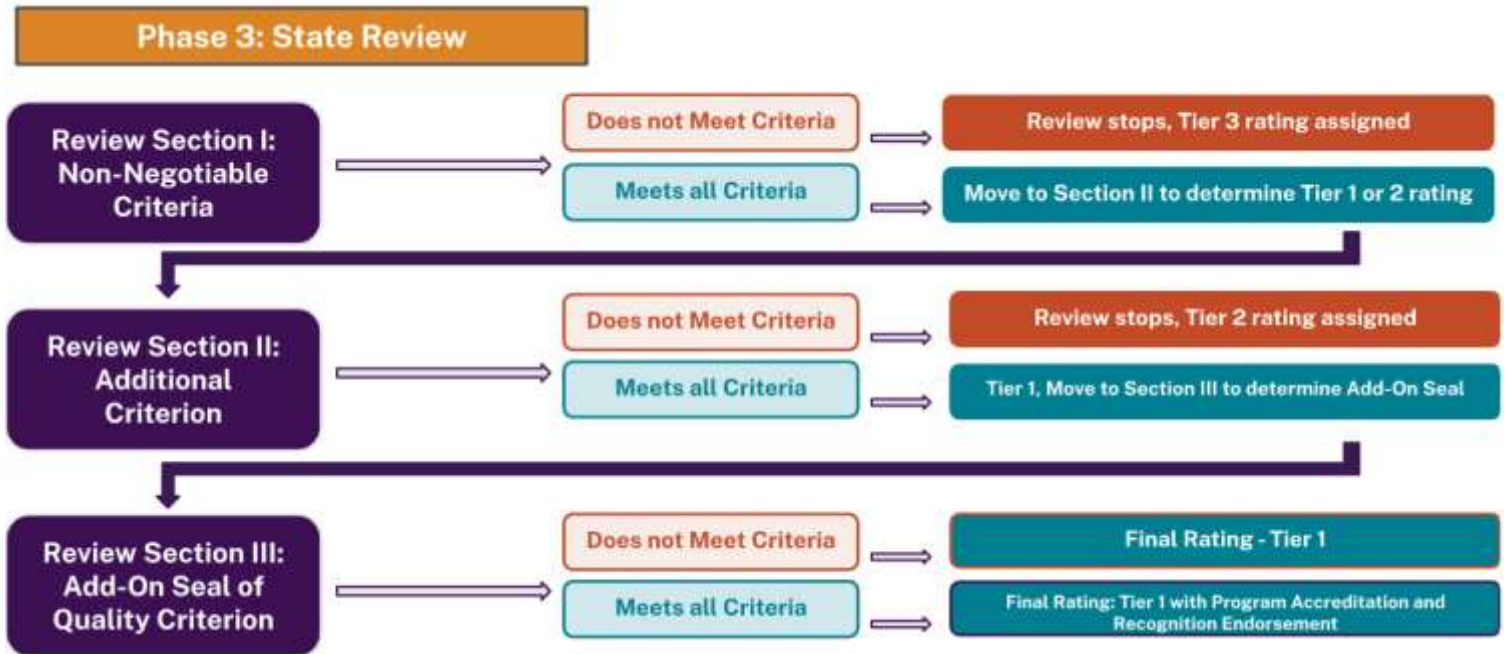 Phase 3: State Review
Review Section I:
Non-Negotiable
Criteria
Does not Meet Criteria
Review stops, Tier 3 rating assigned
Meets all Criteria
Move to Section II to determine Tier 1 or 2 rating
Review Section II:
Additional
Criterion
Does not Meet Criteria
Review stops, Tier 2 rating assigned
Meets all Criteria
Tier 1, Move to Section III to determine Add-On Seal
Review Section III:
Add-On Seal of
Quality Criterion
Does not Meet Criteria
Final Rating - Tier 1
Meets all Criteria
Final Rating: Tier 1 with Program Accreditation and
Recognition Endorsement